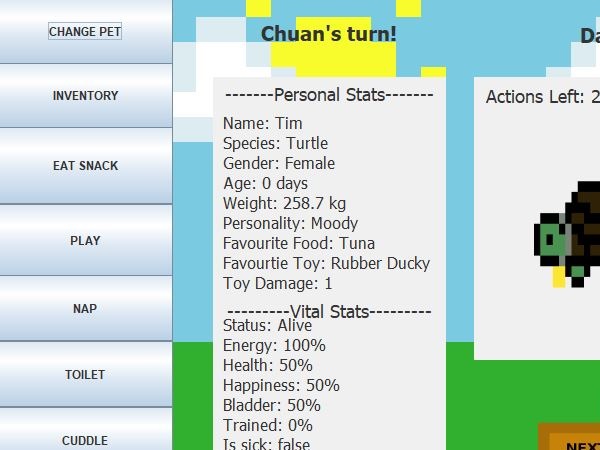 CHANGE PET
INVENTORY
EAT SNACK
PLAY
NAP
TOILET
CUDDLE
Chuan's turn!
-------Personal Stats-------
Name: Tim
Species: Turtle
Gender: Female
Age: 0 days
Weight: 258.7 kg
Personality: Moody
Favourite Food: Tuna
Favourtie Toy: Rubber Ducky
Toy Damage: 1
---------Vital Stats---------
Status: Alive
Energy: 100%
Health: 50%
Happiness: 50%
Bladder: 50%
Trained: 0%
Is sick: false
Da
Actions Left: 2
NEXT